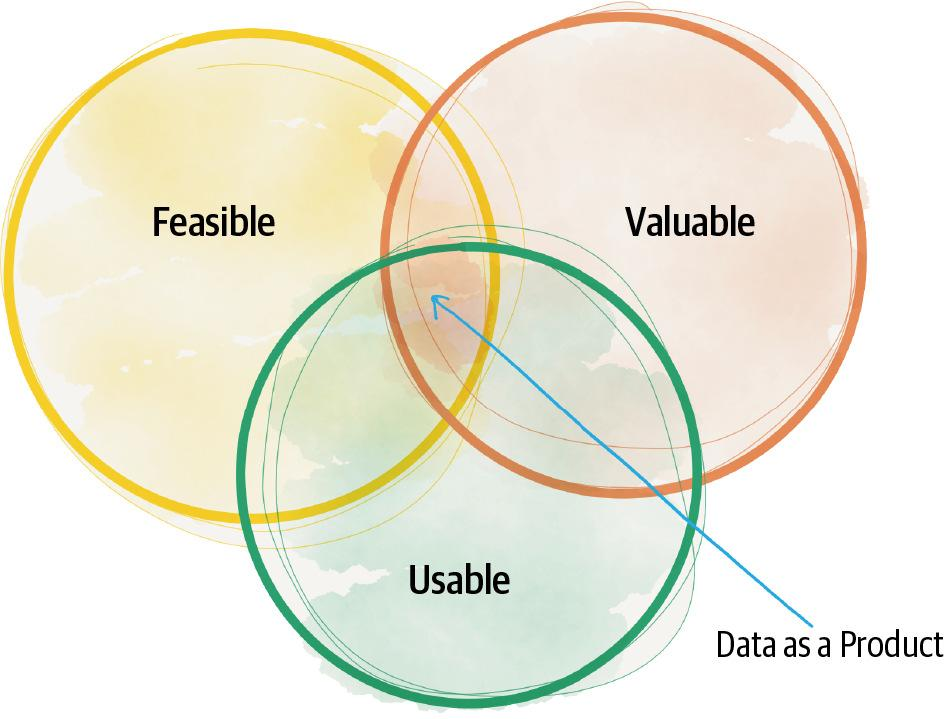 Feasible
Valuable
Usable
Data as a Product